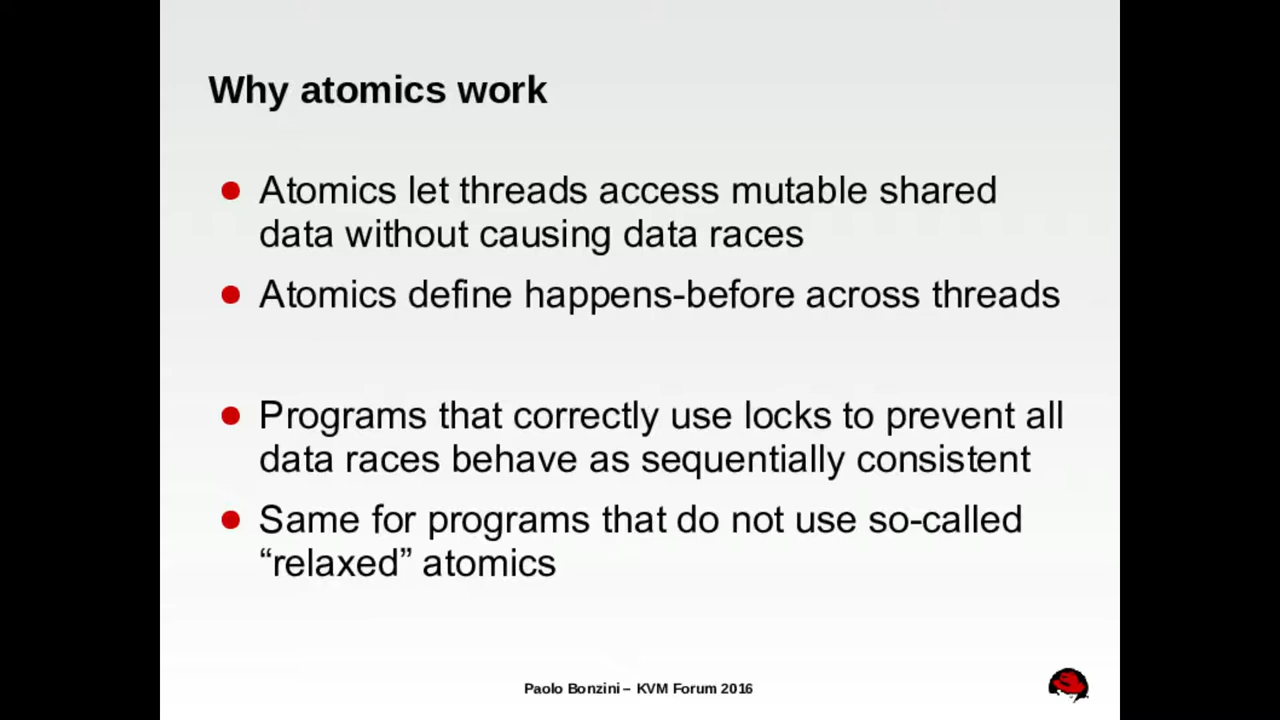 Why atomics work
Atomics let threads access mutable shared
data without causing data races
Atomics define happens-before across threads
Programs that correctly use locks to prevent all
data races behave as sequentially consistent
Same for programs that do not use so-called
“relaxed” atomics
Paolo Bonzini – KVM Forum 2016